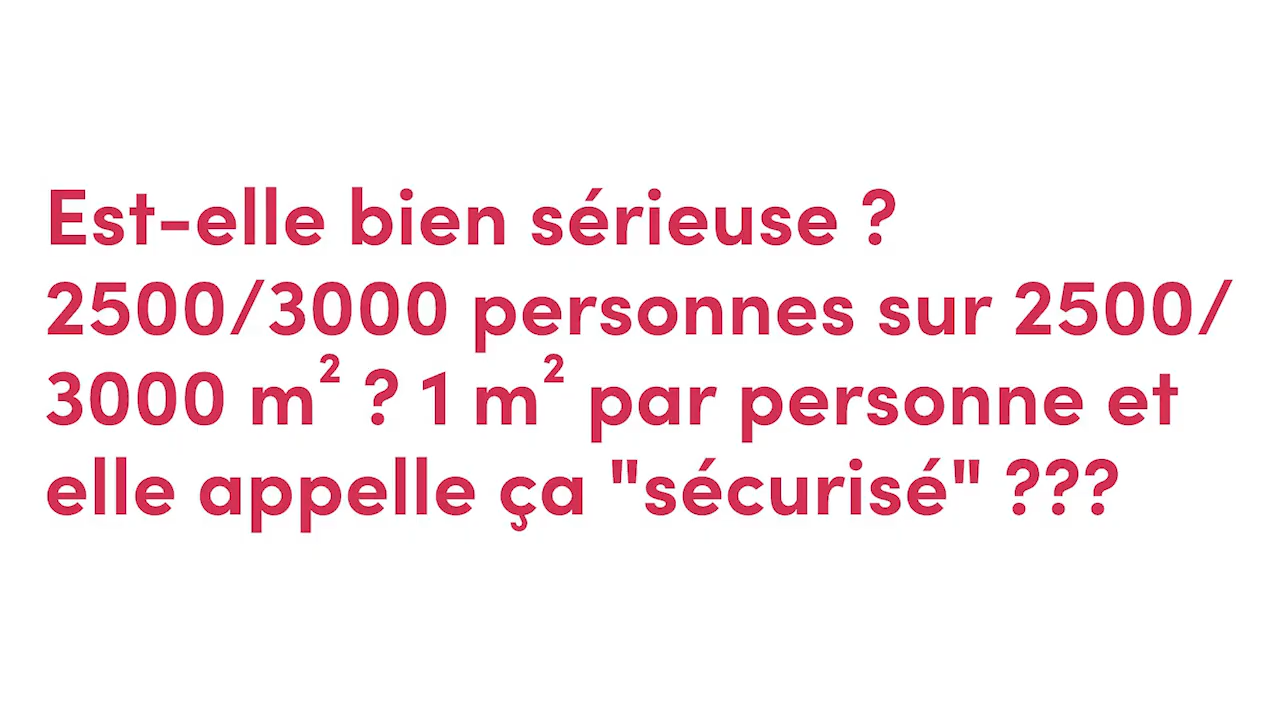 Est-elle bien sérieuse ?
2500/3000 personnes sur 2500/
3000 m² ? 1 m² par personne et
elle appelle ça "sécurisé" ???